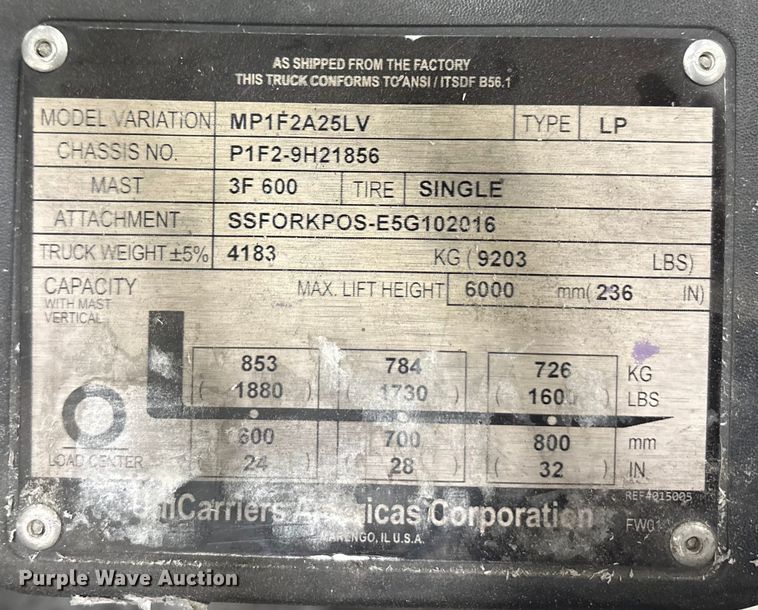 AS SHIPPED FROM THE FACTORY
THIS TRUCK CONFORMS TO ANSI / ITSDF B56.1
MODEL VARIATION MP1F2A25LV TYPE LP
CHASSIS NO. P1F2-9H21856
MAST 3F 600 TIRE SINGLE
ATTACHMENT SSFORKPOS-E5G102016
TRUCK WEIGHT ±5% 4183 KG ( 9203 LBS)
CAPACITY MAX. LIFT HEIGHT 6000 mm( 236 IN)
WITH MAST
VERTICAL
853 784 726 KG
( 1880 ) ( 1730 ) ( 1600 ) LBS
600 700 800 mm
LOAD CENTER ( 24 ) ( 28 ) ( 32 ) IN
REF4015005
Corporation FW01
MARENGO, IL U.S.A.
Purple Wave Auction